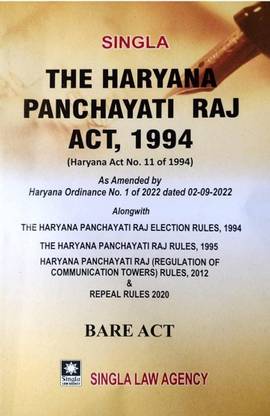 SINGLA
THE HARYANA
PANCHAYATI RAJ
ACT, 1994
(Haryana Act No. 11 of 1994)
As Amended by
Haryana Ordinance No. 1 of 2022 dated 02-09-2022
Alongwith
THE HARYANA PANCHAYATI RAJ ELECTION RULES, 1994
THE HARYANA PANCHAYATI RAJ RULES, 1995
HARYANA PANCHAYATI RAJ (REGULATION OF
COMMUNICATION TOWERS) RULES, 2012
&
REPEAL RULES 2020
BARE ACT
Singla
LAW AGENCY
SINGLA LAW AGENCY